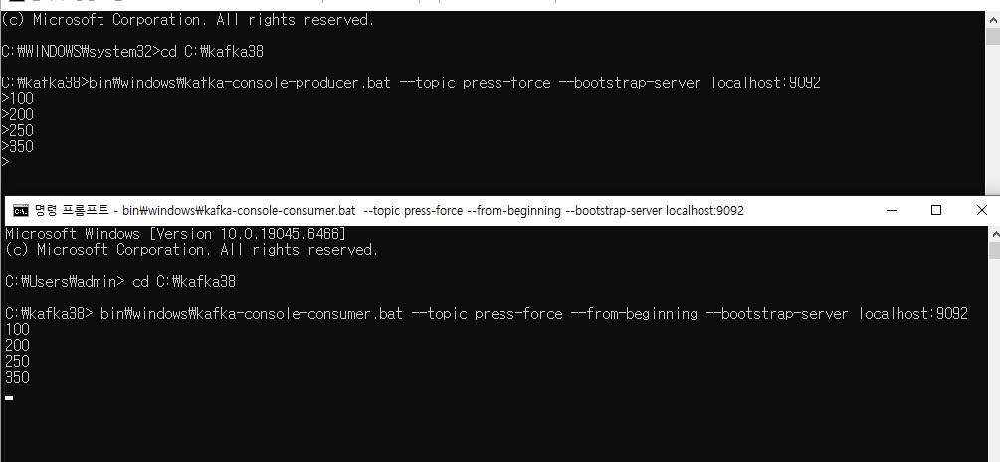 (c) Microsoft Corporation. All rights reserved.
C:₩WINDOWS₩system32>cd C:₩kafka38
C:₩kafka38>bin₩windows₩kafka-console-producer.bat --topic press-force --bootstrap-server localhost:9092
>100
>200
>250
>350
>
명령 프롬프트 - bin₩windows₩kafka-console-consumer.bat  --topic press-force --from-beginning --bootstrap-server localhost:9092
Microsoft Windows [Version 10.0.19045.6466]
(c) Microsoft Corporation. All rights reserved.
C:₩Users₩admin> cd C:₩kafka38
C:₩kafka38> bin₩windows₩kafka-console-consumer.bat --topic press-force --from-beginning --bootstrap-server localhost:9092
100
200
250
350